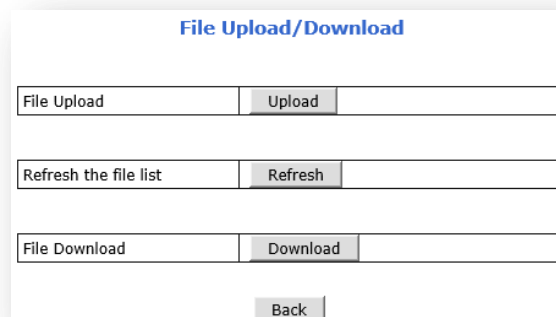 File Upload/Download
File Upload Upload
Refresh the file list Refresh
File Download Download
Back